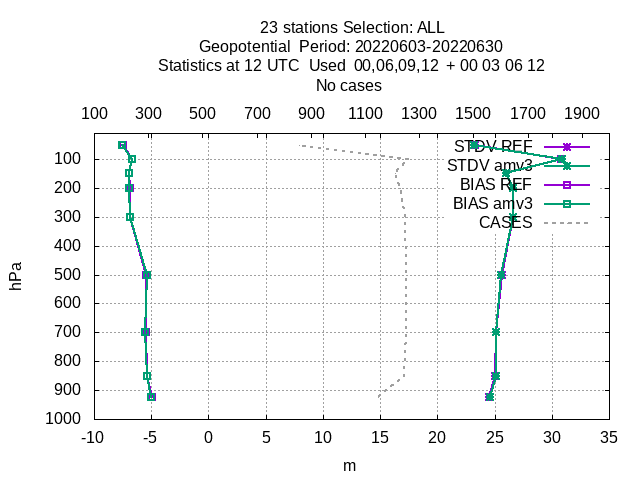 23 stations Selection: ALL
Geopotential Period: 20220603-20220630
Statistics at 12 UTC Used 00,06,09,12 + 00 03 06 12
No cases
100 300 500 700 900 1100 1300 1500 1700 1900
STDV REF
STDV amv3
BIAS REF
BIAS amv3
CASES
100
200
300
400
500
600
700
800
900
1000
hPa
-10 -5 0 5 10 15 20 25 30 35
m